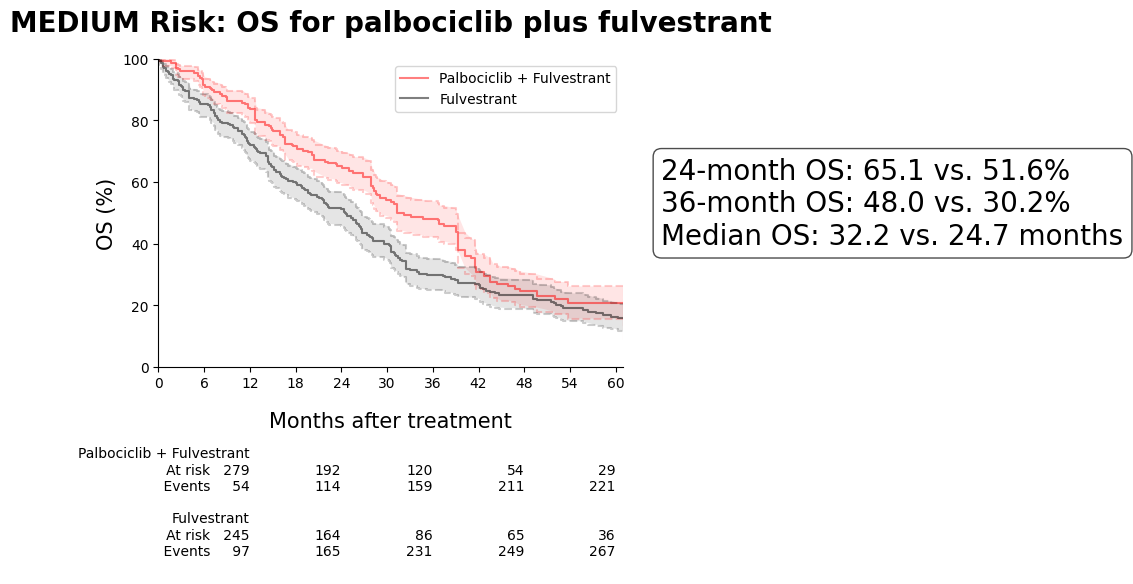 MEDIUM Risk: OS for palbociclib plus fulvestrant
100
80
60
40
20
0
OS (%)
Palbociclib + Fulvestrant
Fulvestrant
24-month OS: 65.1 vs. 51.6%
36-month OS: 48.0 vs. 30.2%
Median OS: 32.2 vs. 24.7 months
0 6 12 18 24 30 36 42 48 54 60
Months after treatment
Palbociclib + Fulvestrant
At risk 279 192 120 54 29
Events 54 114 159 211 221
Fulvestrant
At risk 245 164 86 65 36
Events 97 165 231 249 267